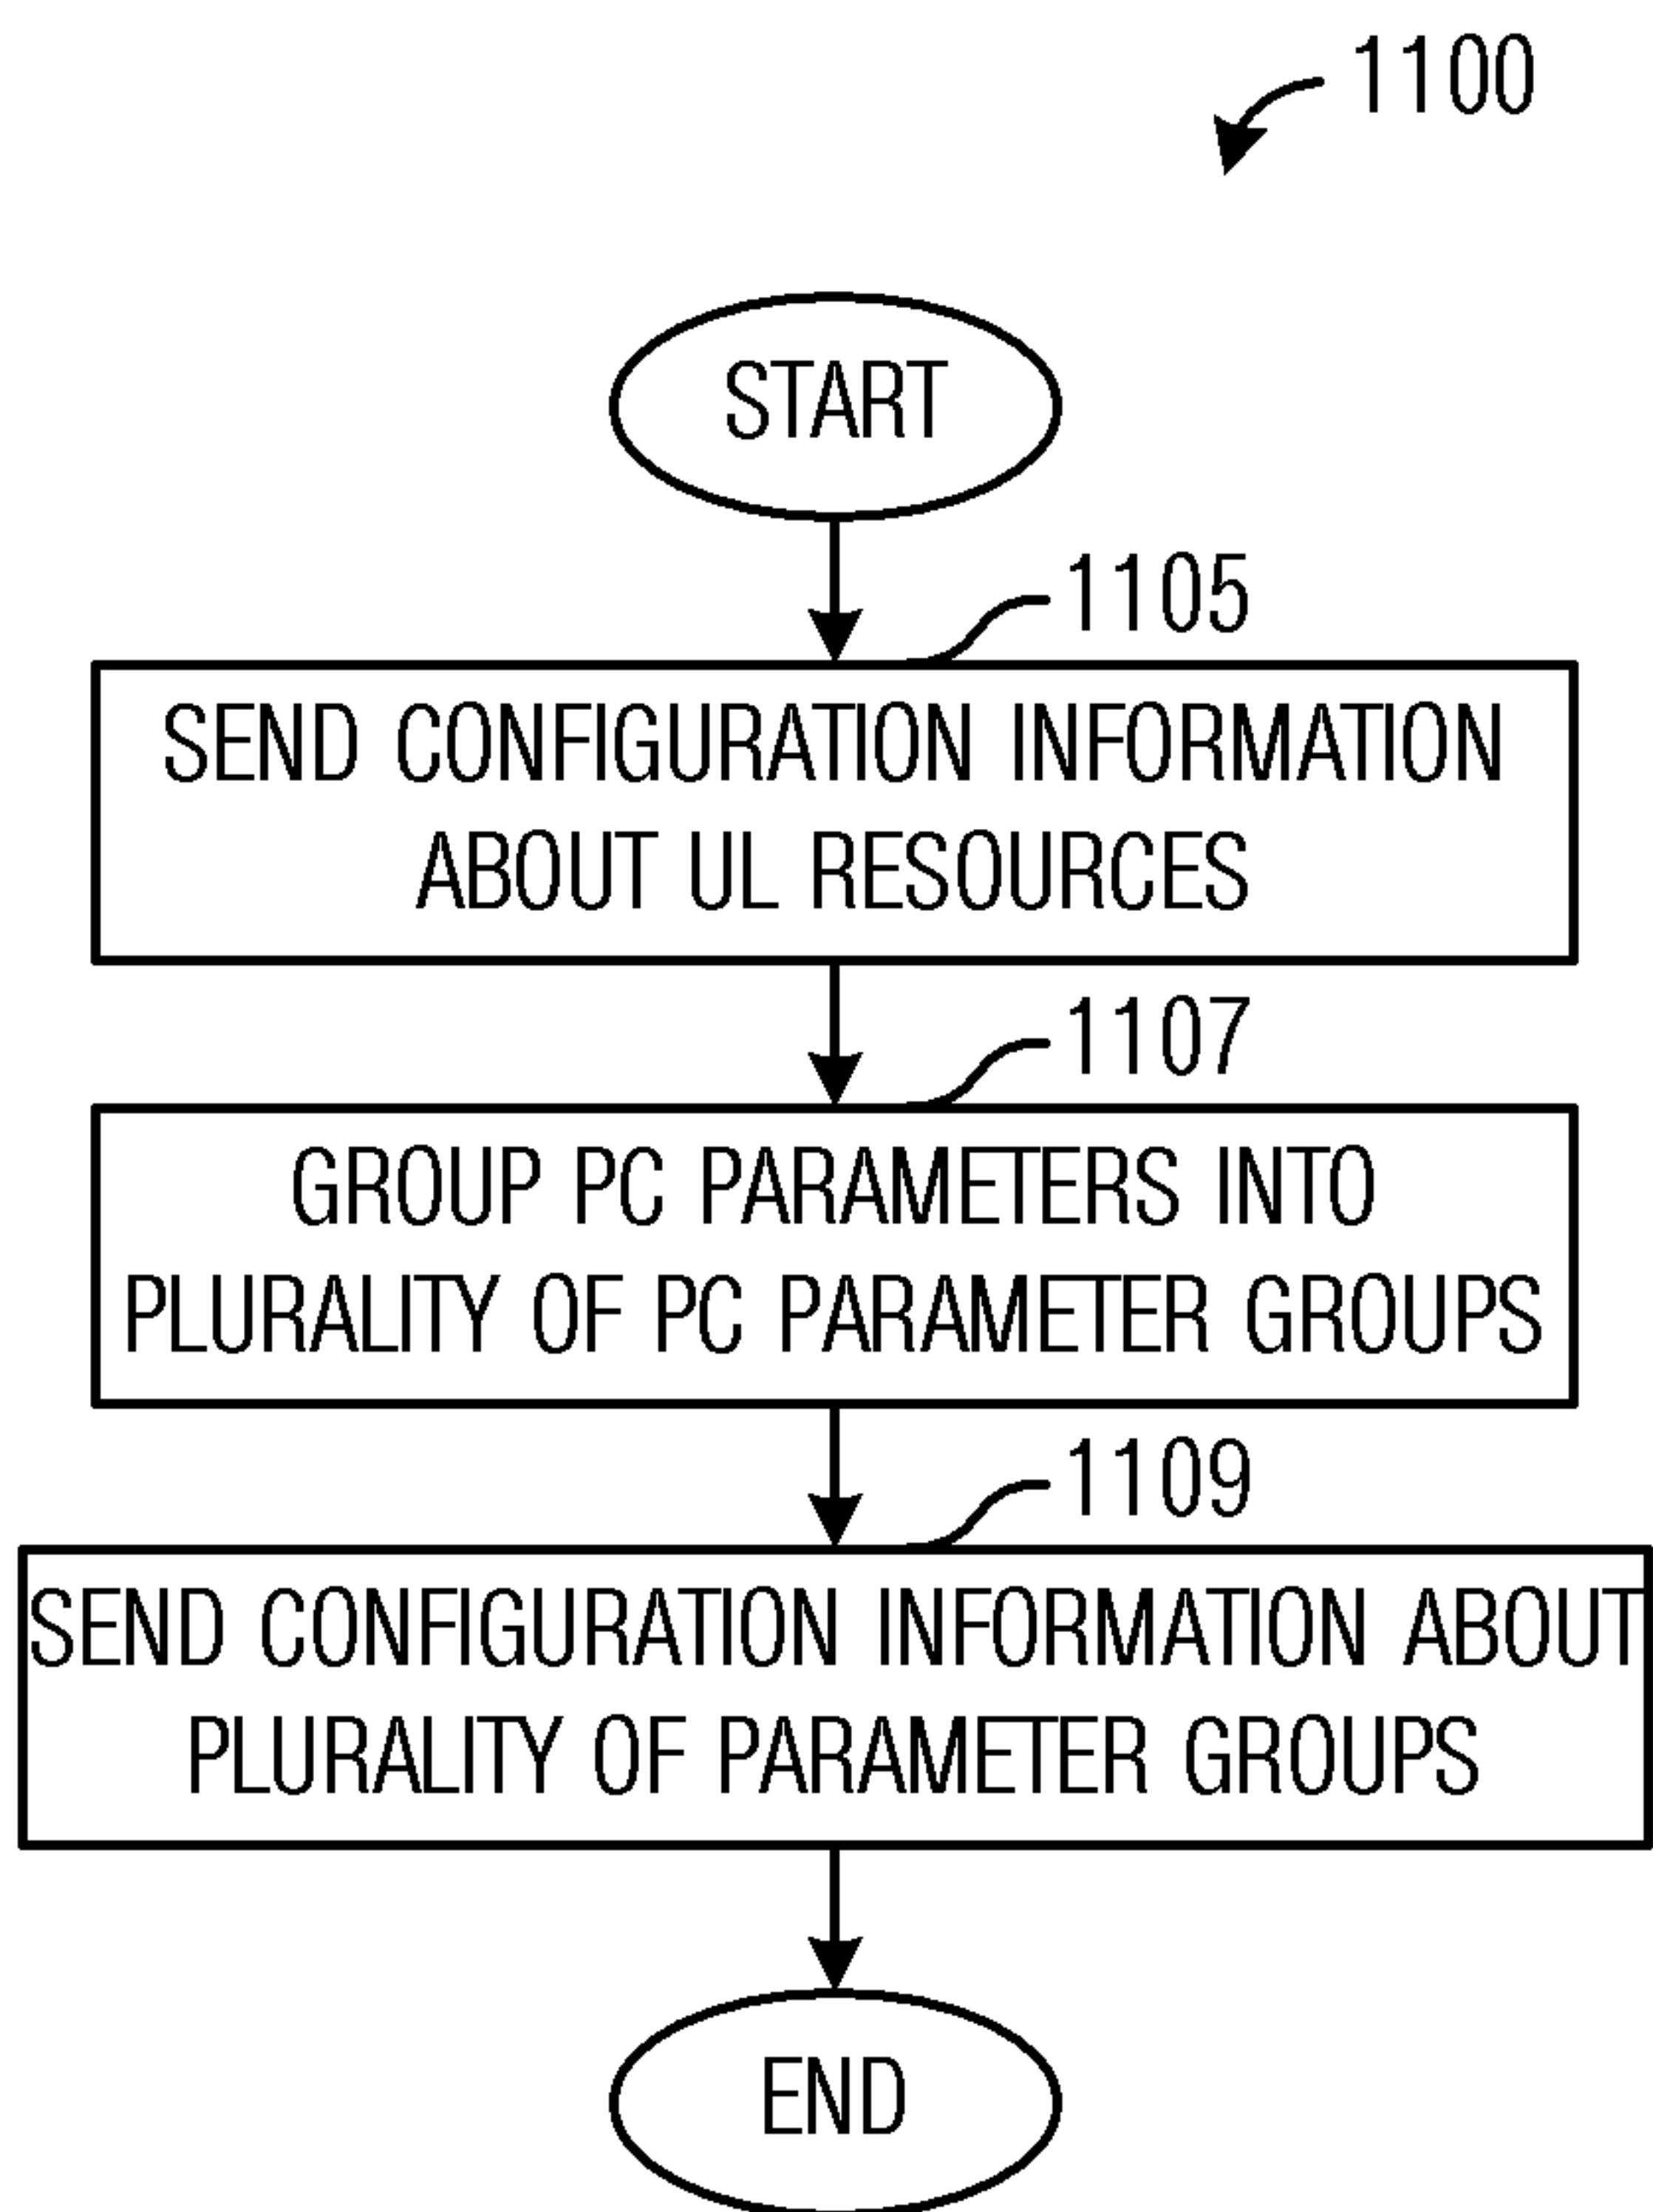 1100
START
1105
SEND CONFIGURATION INFORMATION
ABOUT UL RESOURCES
1107
GROUP PC PARAMETERS INTO
PLURALITY OF PC PARAMETER GROUPS
1109
SEND CONFIGURATION INFORMATION ABOUT
PLURALITY OF PARAMETER GROUPS
END